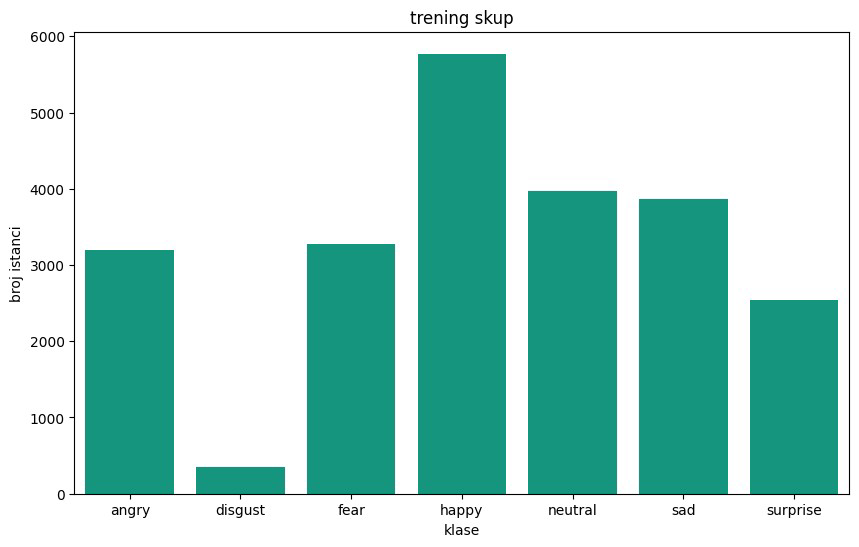 trening skup
6000
5000
4000
3000
2000
1000
0
broj istanci
angry disgust fear happy neutral sad surprise
klase